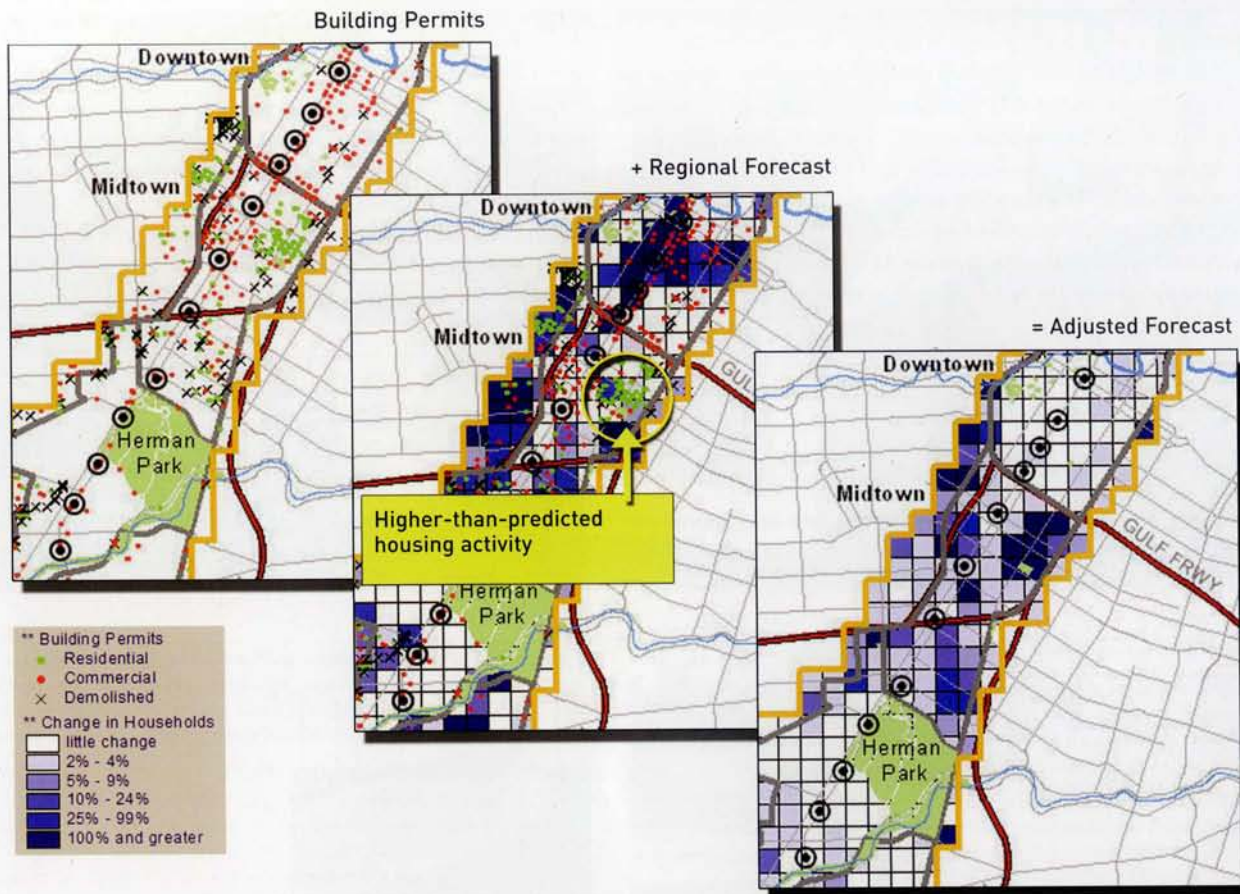 Building Permits
Downtown
Midtown
Herman
Park
+ Regional Forecast
Downtown
Midtown
GULF
Higher-than-predicted
housing activity
Herman
Park
= Adjusted Forecast
Downtown
Midtown
GULF FRWY
Herman
Park
** Building Permits
Residential
Commercial
Demolished
** Change in Households
little change
2% - 4%
5% - 9%
10% - 24%
25% - 99%
100% and greater